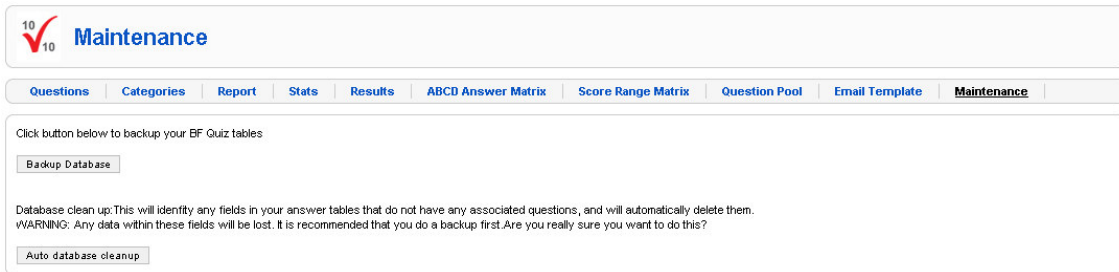 10
10
Maintenance
Questions Categories Report Stats Results ABCD Answer Matrix Score Range Matrix Question Pool Email Template Maintenance
Click button below to backup your BF Quiz tables
Backup Database
Database clean up:This will idenfity any fields in your answer tables that do not have any associated questions, and will automatically delete them.
WARNING: Any data within these fields will be lost. It is recommended that you do a backup first.Are you really sure you want to do this?
Auto database cleanup